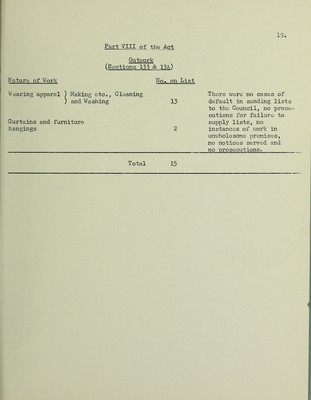 19.
Part VIII of the Act
Outwork
(Sections 133 & 134)
Nature of Work No. on List
Wearing apparel } Making etc., Cleaning
} and Washing 13
Curtains and furniture
hangings 2
There were no cases of
default in sending lists
to the Council, no prose-
cutions for failure to
supply lists, no
instances of work in
unwholesome premises,
no notices served and
no prosecutions.
Total 15